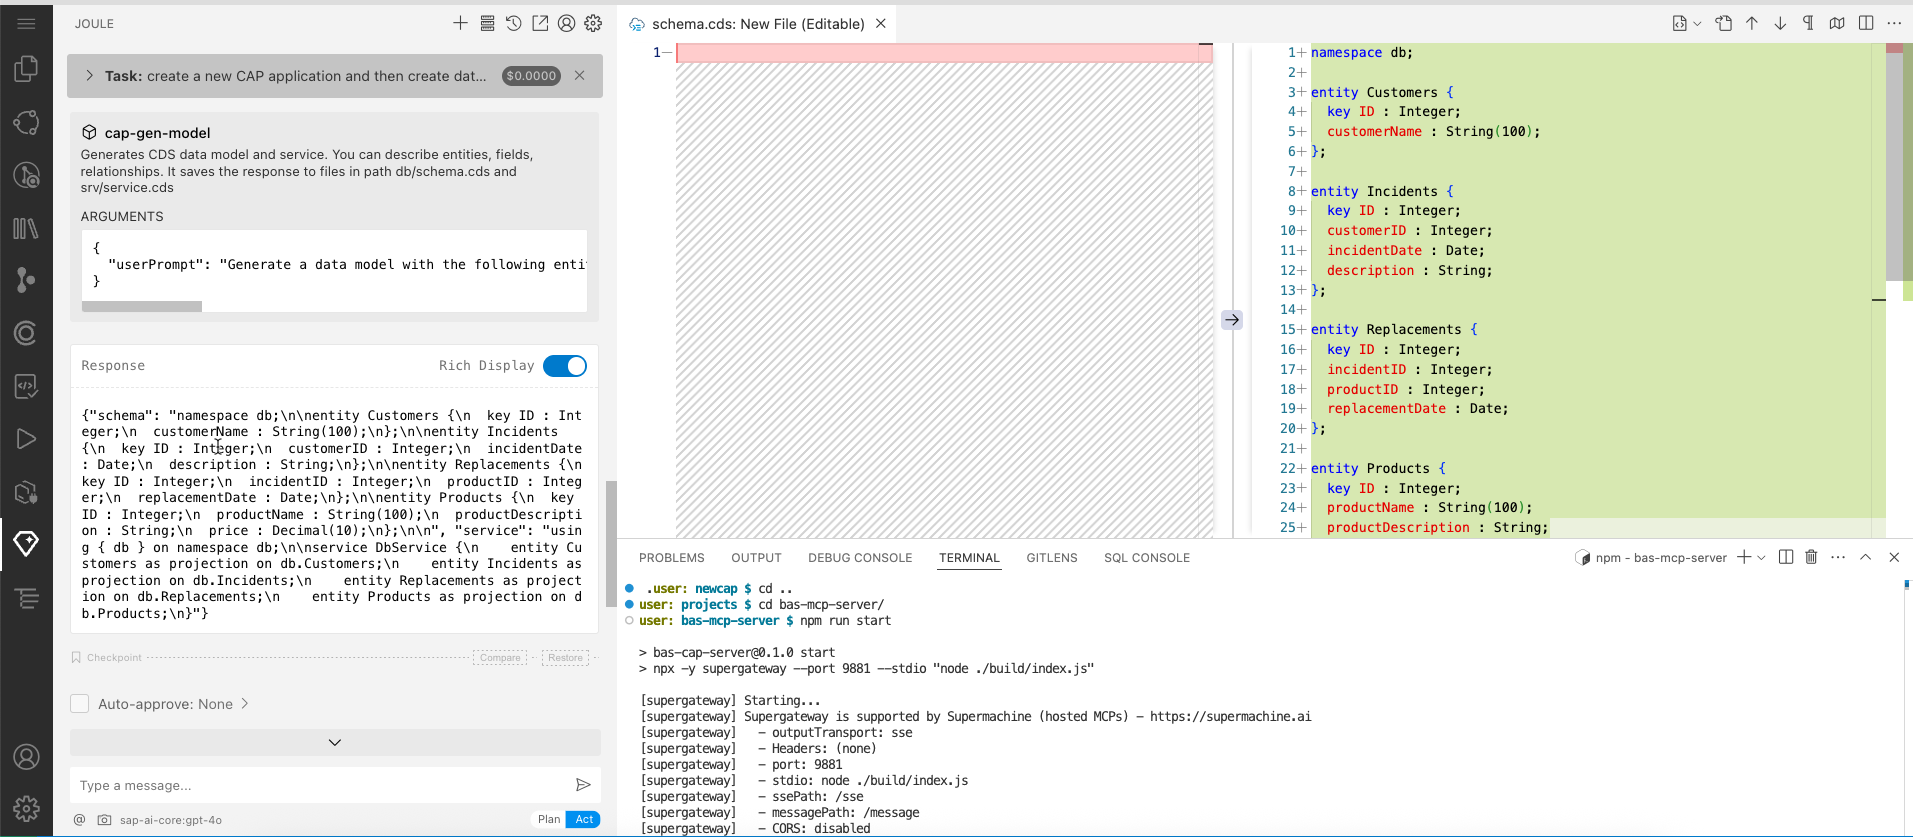 JOULE
Task: create a new CAP application and then create dat... $0.0000
cap-gen-model
Generates CDS data model and service. You can describe entities, fields,
relationships. It saves the response to files in path db/schema.cds and
srv/service.cds
ARGUMENTS
{
"userPrompt": "Generate a data model with the following enti
}
Response Rich Display
{"schema": "namespace db;\n\nentity Customers {\n  key ID : Int
eger;\n  customerName : String(100);\n};\n\nentity Incidents
{\n  key ID : Integer;\n  customerID : Integer;\n  incidentDate
: Date;\n  description : String;\n};\n\nentity Replacements {\n
key ID : Integer;\n  incidentID : Integer;\n  productID : Integ
er;\n  replacementDate : Date;\n};\n\nentity Products {\n  key
ID : Integer;\n  productName : String(100);\n  productDescripti
on : String;\n  price : Decimal(10);\n};\n\n", "service": "usin
g { db } on namespace db;\n\nservice DbService {\n    entity Cu
stomers as projection on db.Customers;\n    entity Incidents as
projection on db.Incidents;\n    entity Replacements as project
ion on db.Replacements;\n    entity Products as projection on d
b.Products;\n}"}
Checkpoint Compare Restore
Auto-approve: None
Type a message...
@ sap-ai-core:gpt-4o Plan Act
schema.cds: New File (Editable)
1−
1+ namespace db;
2+
3+ entity Customers {
4+ key ID : Integer;
5+ customerName : String(100);
6+ };
7+
8+ entity Incidents {
9+ key ID : Integer;
10+ customerID : Integer;
11+ incidentDate : Date;
12+ description : String;
13+ };
14+
15+ entity Replacements {
16+ key ID : Integer;
17+ incidentID : Integer;
18+ productID : Integer;
19+ replacementDate : Date;
20+ };
21+
22+ entity Products {
23+ key ID : Integer;
24+ productName : String(100);
25+ productDescription : String;
PROBLEMS OUTPUT DEBUG CONSOLE TERMINAL GITLENS SQL CONSOLE npm - bas-mcp-server
.user: newcap $ cd ..
user: projects $ cd bas-mcp-server/
user: bas-mcp-server $ npm run start
> bas-cap-server@0.1.0 start
> npx -y supergateway --port 9881 --stdio "node ./build/index.js"
[supergateway] Starting...
[supergateway] Supergateway is supported by Supermachine (hosted MCPs) - https://supermachine.ai
[supergateway]   - outputTransport: sse
[supergateway]   - Headers: (none)
[supergateway]   - port: 9881
[supergateway]   - stdio: node ./build/index.js
[supergateway]   - ssePath: /sse
[supergateway]   - messagePath: /message
[supergateway]   - CORS: disabled